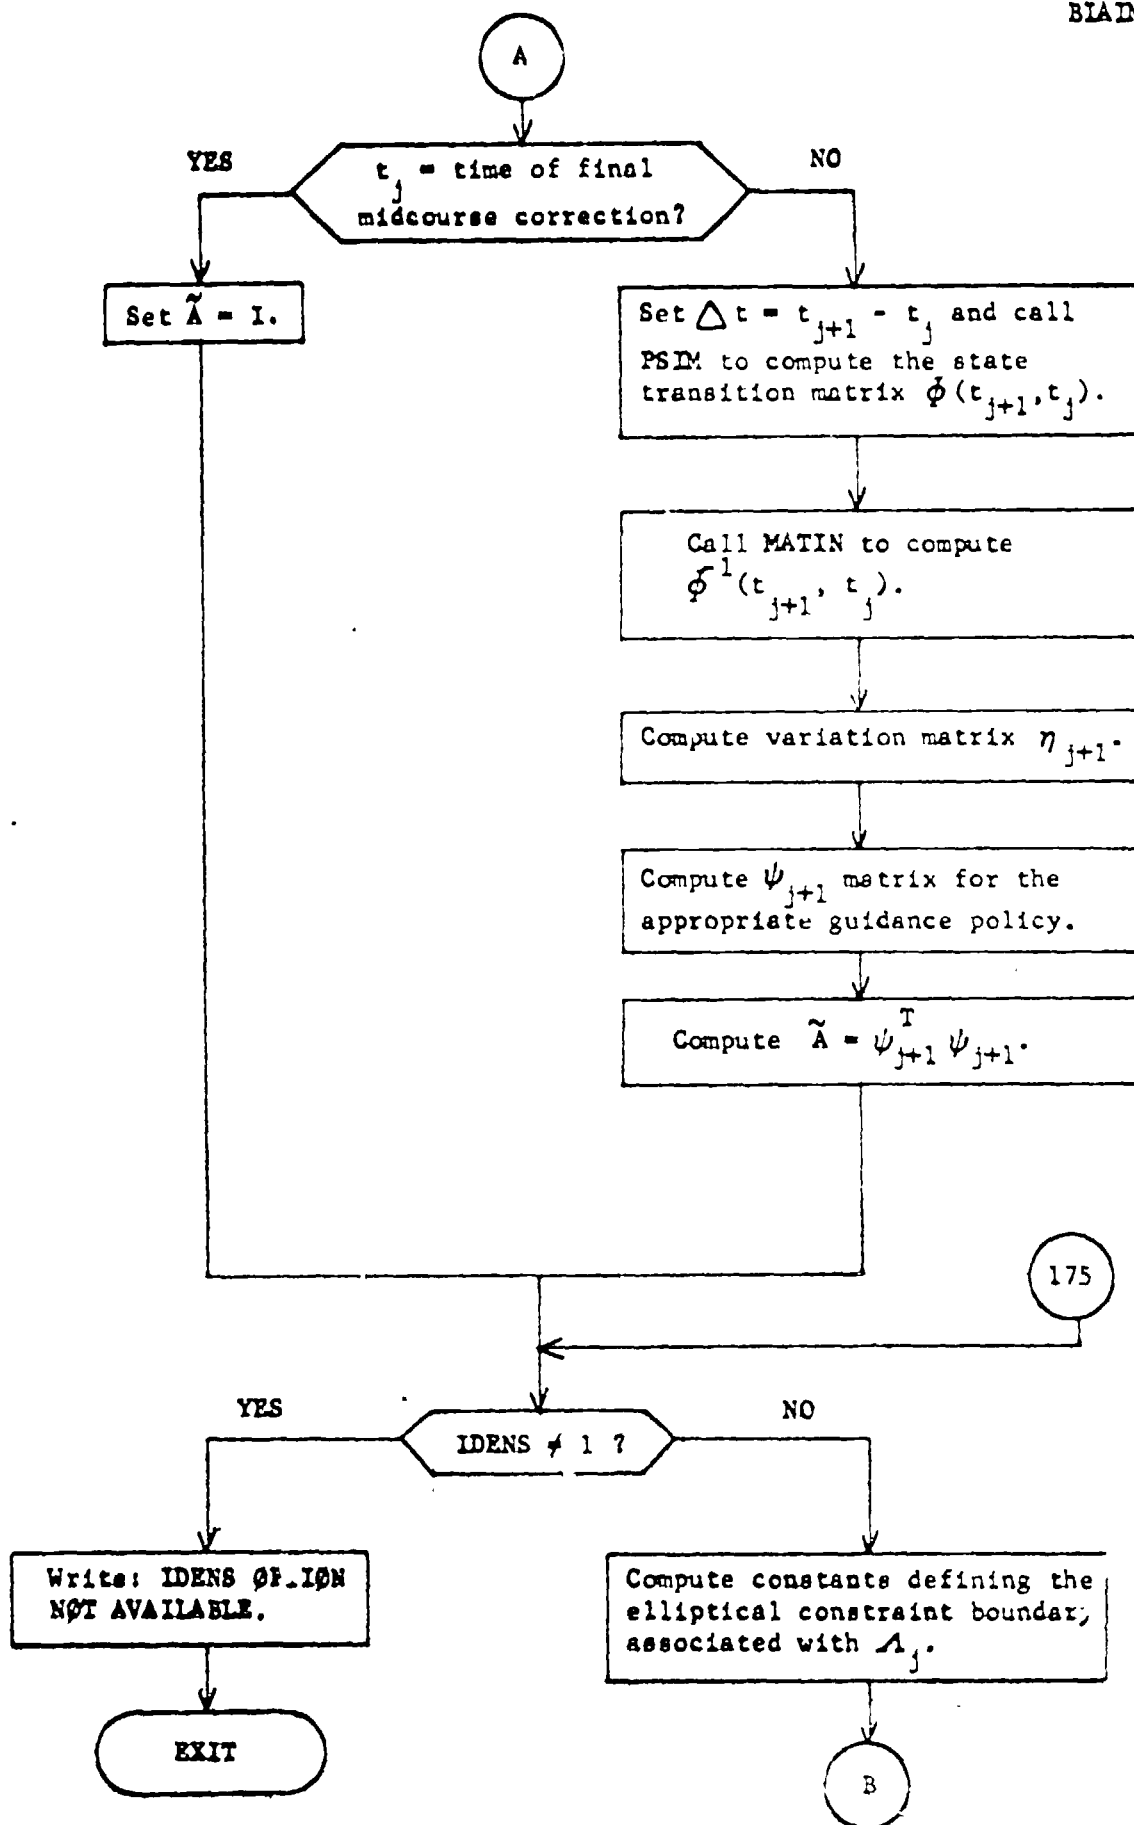 A
YES
NO
t_j = time of final
midcourse correction?
Set Ã = I.
Set △ t = t_{j+1} - t_j and call
PSIM to compute the state
transition matrix ϕ(t_{j+1},t_j).
Call MATIN to compute
ϕ^{-1}(t_{j+1}, t_j).
Compute variation matrix η_{j+1}.
Compute ψ_{j+1} matrix for the
appropriate guidance policy.
Compute Ã = ψ^T_{j+1} ψ_{j+1}.
175
YES
NO
IDENS ≠ 1 ?
Write: IDENS
NØT AVAILABLE.
Compute constants defining the
elliptical constraint boundary
associated with Λ_j.
EXIT
B